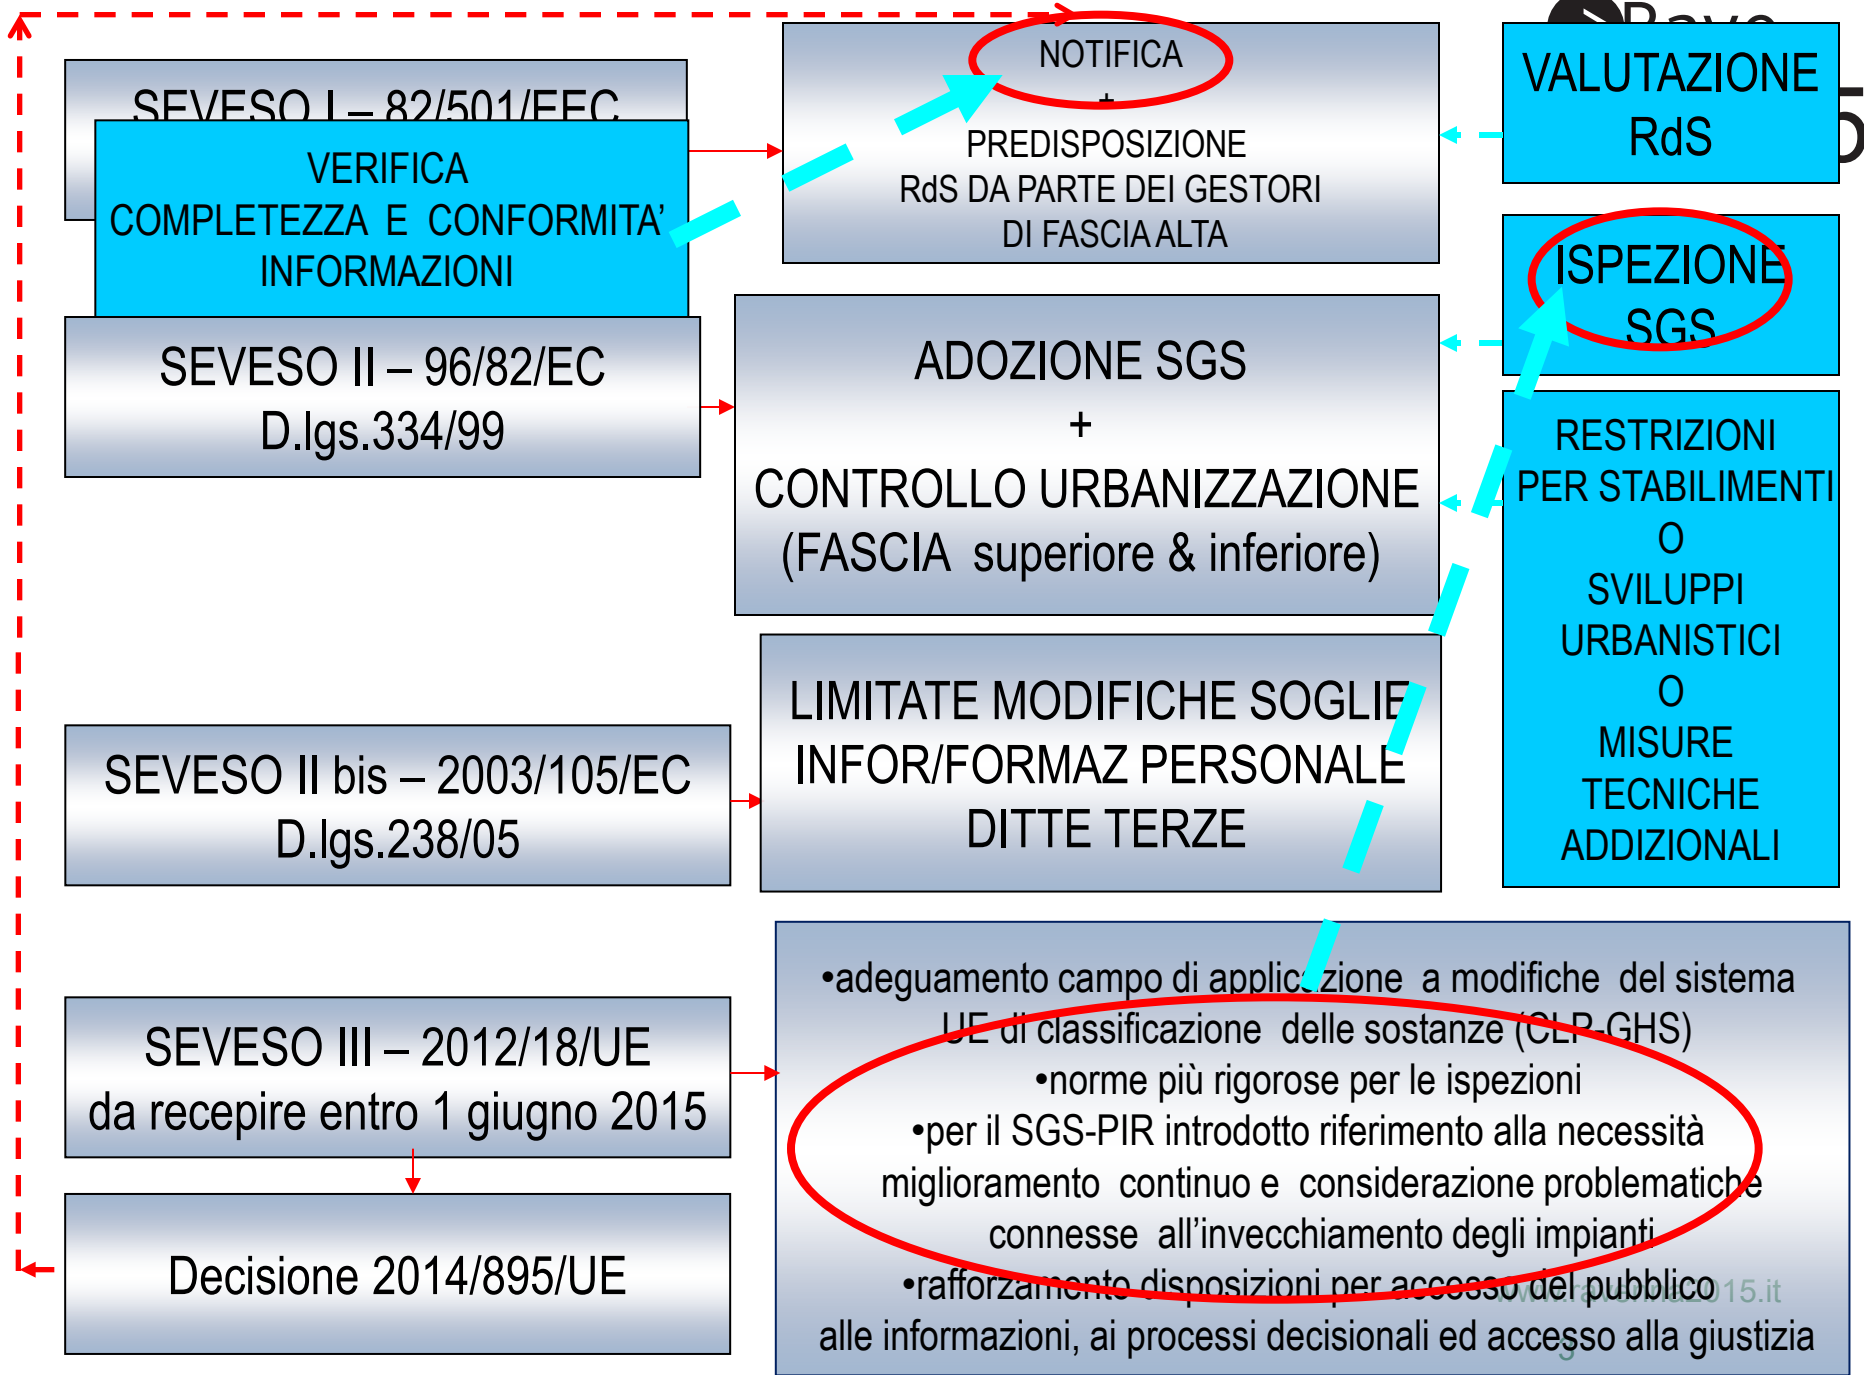 SEVESO I – 82/501/EEC
VERIFICA
COMPLETEZZA E CONFORMITA’
INFORMAZIONI
NOTIFICA
+
PREDISPOSIZIONE
RdS DA PARTE DEI GESTORI
DI FASCIA ALTA
VALUTAZIONE
RdS
ISPEZIONE
SGS
SEVESO II – 96/82/EC
D.lgs.334/99
ADOZIONE SGS
+
CONTROLLO URBANIZZAZIONE
(FASCIA superiore & inferiore)
RESTRIZIONI
PER STABILIMENTI
O
SVILUPPI
URBANISTICI
O
MISURE
TECNICHE
ADDIZIONALI
SEVESO II bis – 2003/105/EC
D.lgs.238/05
LIMITATE MODIFICHE SOGLIE
INFOR/FORMAZ PERSONALE
DITTE TERZE
SEVESO III – 2012/18/UE
da recepire entro 1 giugno 2015
Decisione 2014/895/UE
•adeguamento campo di applicazione a modifiche del sistema
UE di classificazione delle sostanze (CLP-GHS)
•norme più rigorose per le ispezioni
•per il SGS-PIR introdotto riferimento alla necessità
miglioramento continuo e considerazione problematiche
connesse all’invecchiamento degli impianti
•rafforzamento disposizioni per accesso del pubblico
alle informazioni, ai processi decisionali ed accesso alla giustizia
www.ravenna2015.it
5